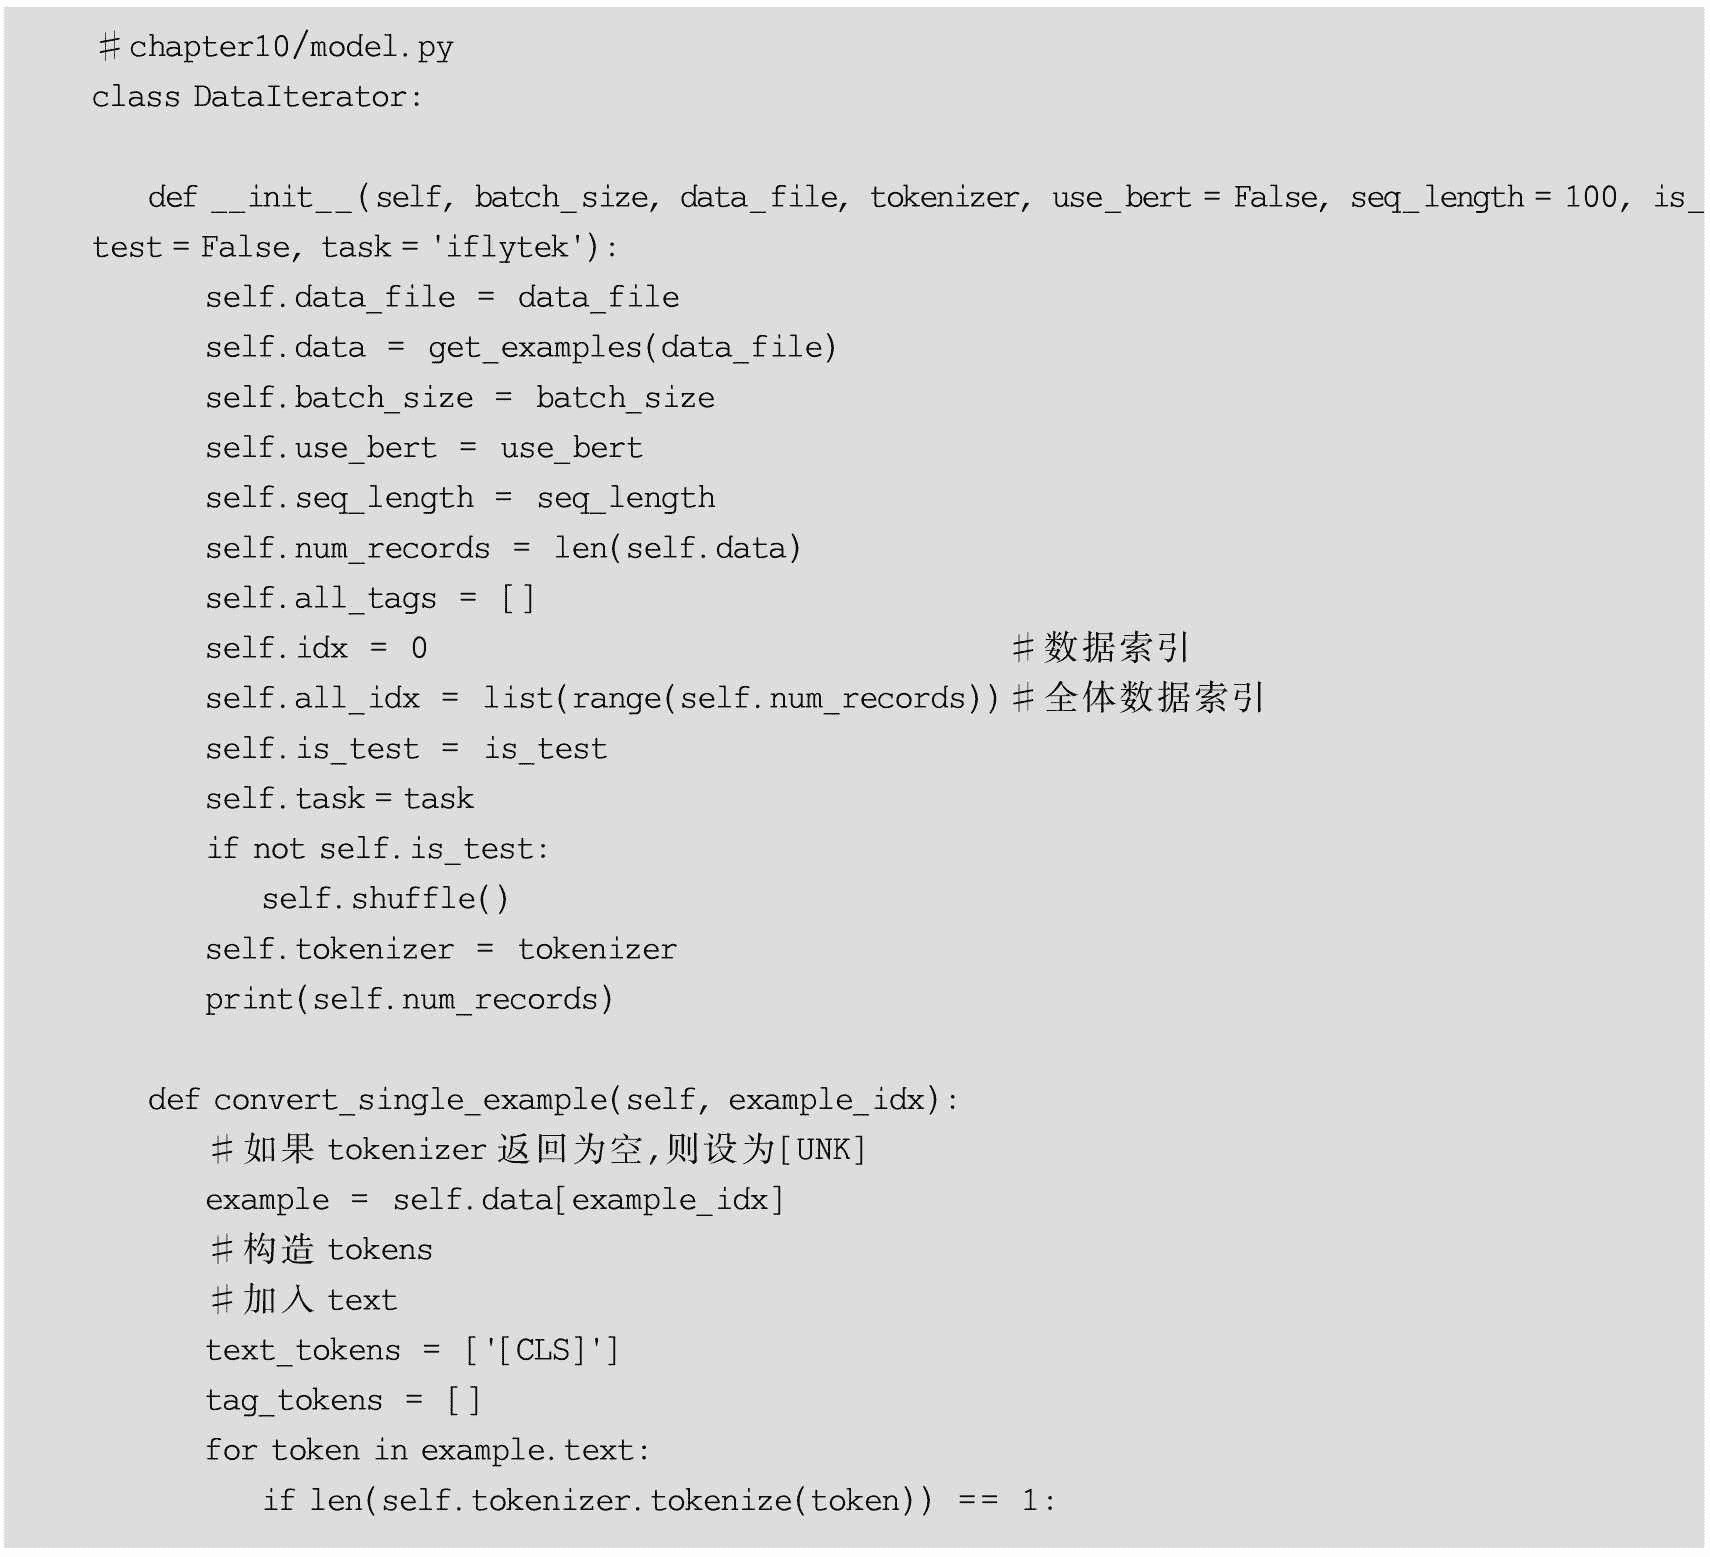 #chapter10/model.py
class DataIterator:
def __init__(self, batch_size, data_file, tokenizer, use_bert = False, seq_length = 100, is_
test = False, task = 'iflytek'):
self.data_file = data_file
self.data = get_examples(data_file)
self.batch_size = batch_size
self.use_bert = use_bert
self.seq_length = seq_length
self.num_records = len(self.data)
self.all_tags = []
self.idx = 0 #数据索引
self.all_idx = list(range(self.num_records)) #全体数据索引
self.is_test = is_test
self.task = task
if not self.is_test:
self.shuffle()
self.tokenizer = tokenizer
print(self.num_records)
def convert_single_example(self, example_idx):
#如果 tokenizer 返回为空,则设为[UNK]
example = self.data[example_idx]
#构造 tokens
#加入 text
text_tokens = ['[CLS]']
tag_tokens = []
for token in example.text:
if len(self.tokenizer.tokenize(token)) == 1: